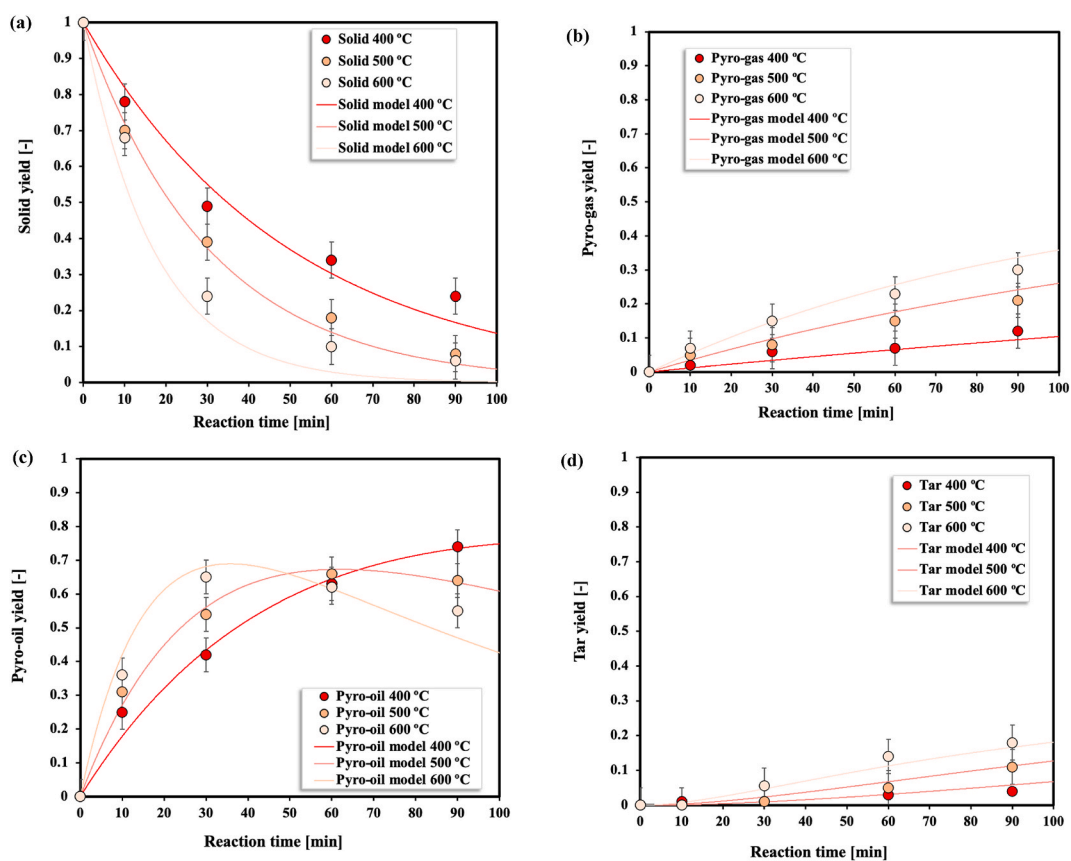 (a)
1
0.9
0.8
0.7
0.6
0.5
0.4
0.3
0.2
0.1
0
Solid yield [-]
Solid 400 ºC
Solid 500 ºC
Solid 600 ºC
Solid model 400 ºC
Solid model 500 ºC
Solid model 600 ºC
0 10 20 30 40 50 60 70 80 90 100
Reaction time [min]
(b)
1
0.9
0.8
0.7
0.6
0.5
0.4
0.3
0.2
0.1
0
Pyro-gas yield [-]
Pyro-gas 400 ºC
Pyro-gas 500 ºC
Pyro-gas 600 ºC
Pyro-gas model 400 ºC
Pyro-gas model 500 ºC
Pyro-gas model 600 ºC
0 10 20 30 40 50 60 70 80 90 100
Reaction time [min]
(c)
1
0.9
0.8
0.7
0.6
0.5
0.4
0.3
0.2
0.1
0
Pyro-oil yield [-]
Pyro-oil 400 ºC
Pyro-oil 500 ºC
Pyro-oil 600 ºC
Pyro-oil model 400 ºC
Pyro-oil model 500 ºC
Pyro-oil model 600 ºC
0 10 20 30 40 50 60 70 80 90 100
Reaction time [min]
(d)
1
0.9
0.8
0.7
0.6
0.5
0.4
0.3
0.2
0.1
0
Tar yield [-]
Tar 400 ºC
Tar 500 ºC
Tar 600 ºC
Tar model 400 ºC
Tar model 500 ºC
Tar model 600 ºC
0 10 20 30 40 50 60 70 80 90 100
Reaction time [min]